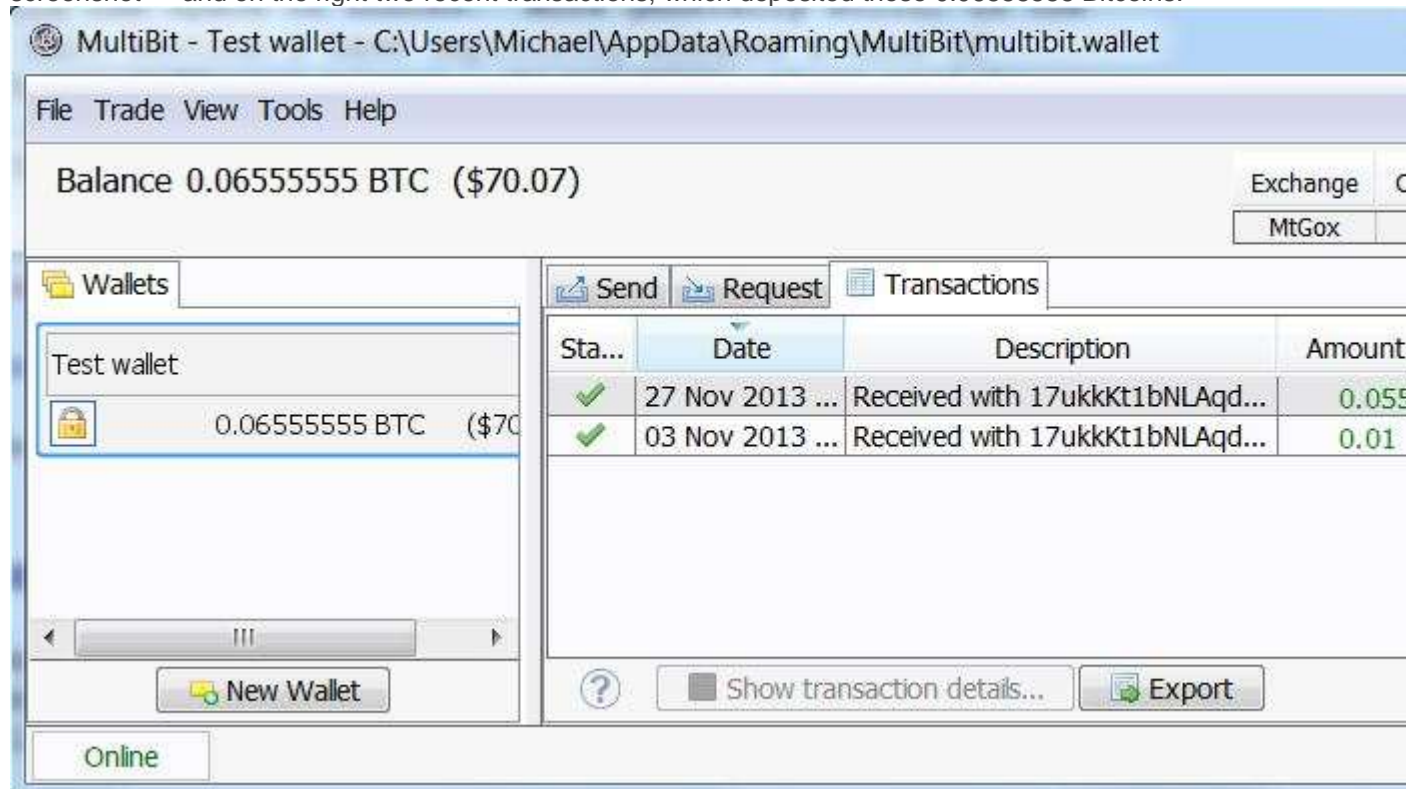 MultiBit - Test wallet - C:\Users\Michael\AppData\Roaming\MultiBit\multibit.wallet
File Trade View Tools Help
Balance 0.06555555 BTC ($70.07)
Exchange
MtGox
Wallets
Send Request Transactions
Test wallet
0.06555555 BTC ($70
Sta... Date Description Amount
27 Nov 2013 ... Received with 17ukkKt1bNLAqd... 0.055
03 Nov 2013 ... Received with 17ukkKt1bNLAqd... 0.01
New Wallet
Show transaction details... Export
Online